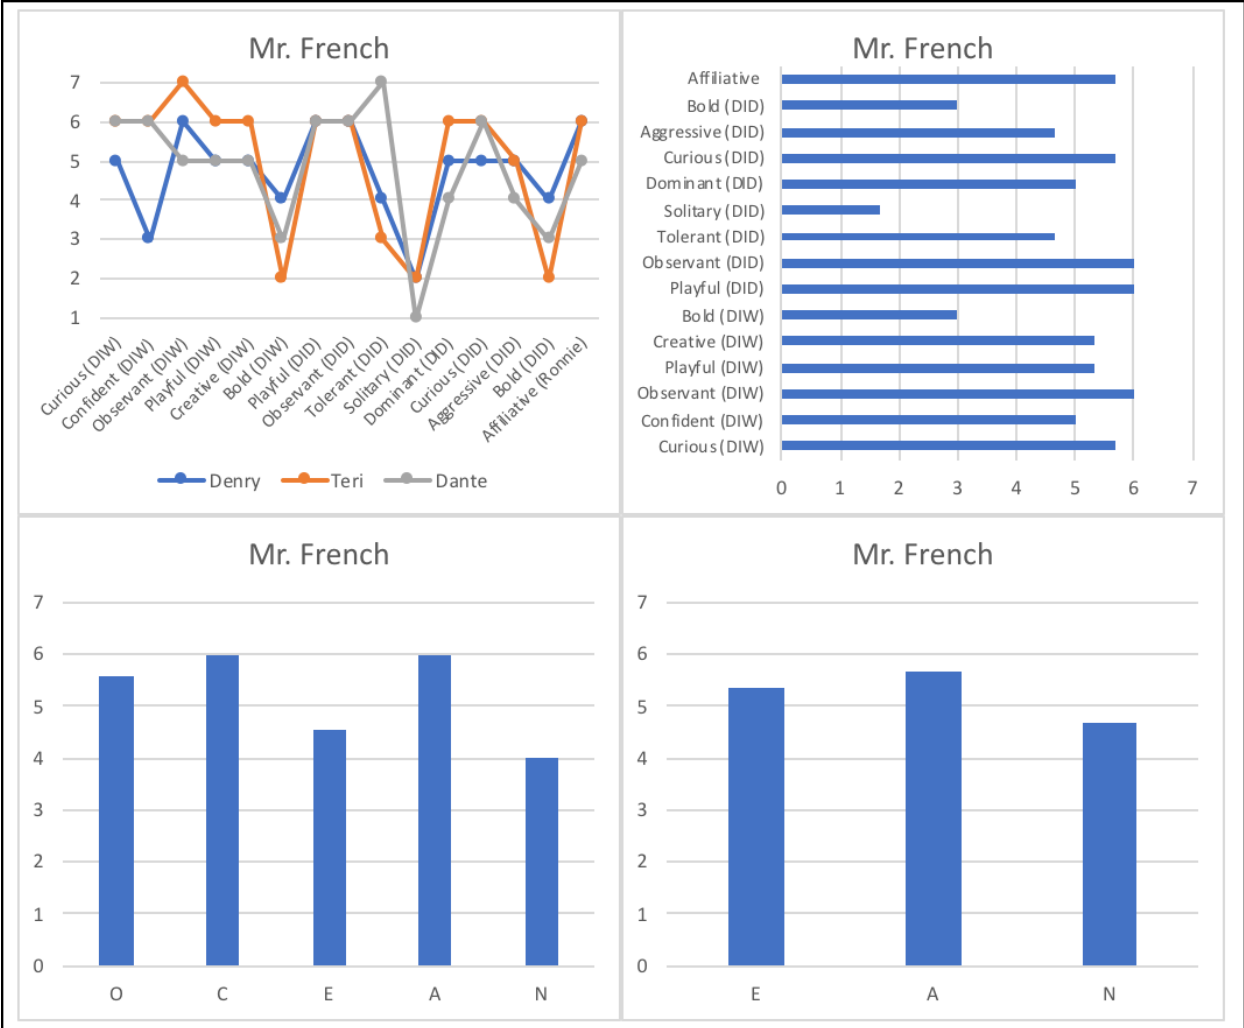 Mr. French
7
6
5
4
3
2
1
Curious (DIW)
Confident (DIW)
Observant (DIW)
Playful (DIW)
Creative (DIW)
Bold (DIW)
Playful (DID)
Observant (DID)
Tolerant (DID)
Solitary (DID)
Dominant (DID)
Curious (DID)
Aggressive (DID)
Bold (DID)
Affiliative (Ronnie)
Denry Teri Dante
Mr. French
Affiliative
Bold (DID)
Aggressive (DID)
Curious (DID)
Dominant (DID)
Solitary (DID)
Tolerant (DID)
Observant (DID)
Playful (DID)
Bold (DIW)
Creative (DIW)
Playful (DIW)
Observant (DIW)
Confident (DIW)
Curious (DIW)
0 1 2 3 4 5 6 7
Mr. French
7
6
5
4
3
2
1
0
O C E A N
Mr. French
7
6
5
4
3
2
1
0
E A N